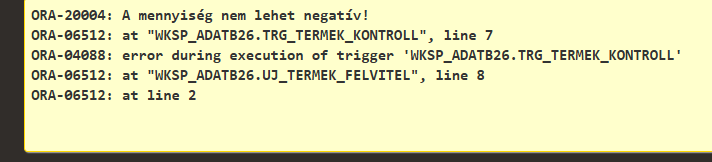 ORA-20004: A mennyiség nem lehet negatív!
ORA-06512: at "WKSP_ADATB26.TRG_TERMEK_KONTROLL", line 7
ORA-04088: error during execution of trigger 'WKSP_ADATB26.TRG_TERMEK_KONTROLL'
ORA-06512: at "WKSP_ADATB26.UJ_TERMEK_FELVITEL", line 8
ORA-06512: at line 2